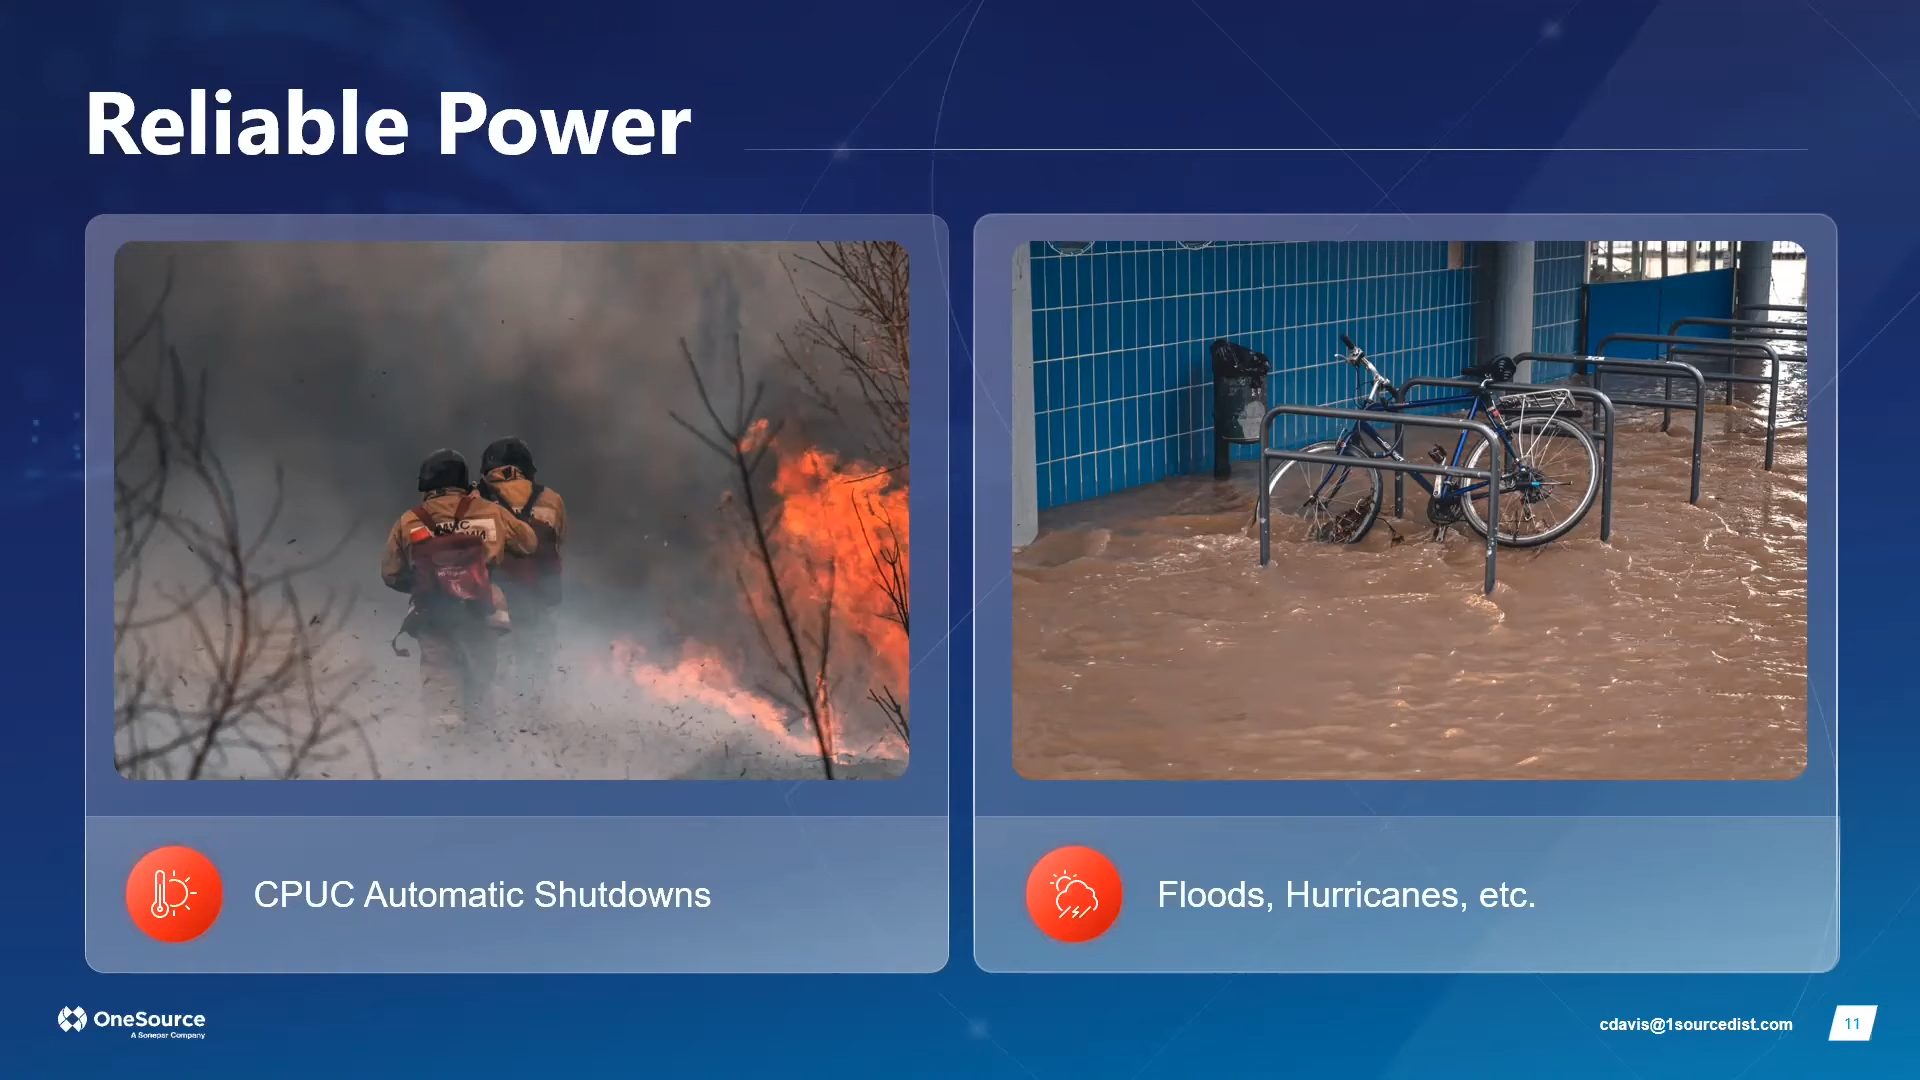 Reliable Power
CPUC Automatic Shutdowns
Floods, Hurricanes, etc.
OneSource
A Sonepar Company
cdavis@1sourcedist.com
11